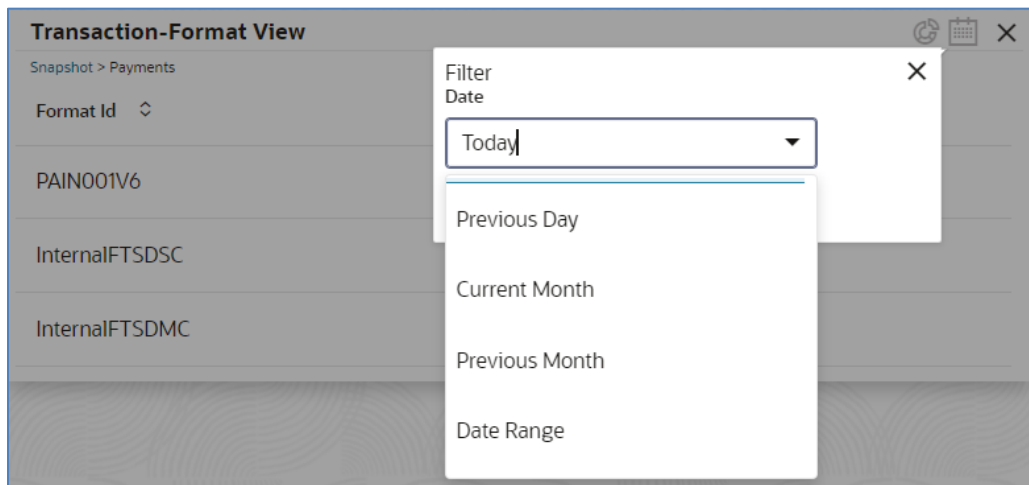 Transaction-Format View
Snapshot > Payments
Format Id
PAIN001V6
InternalFTSDSC
InternalFTSDMC
Filter
Date
Today
Previous Day
Current Month
Previous Month
Date Range